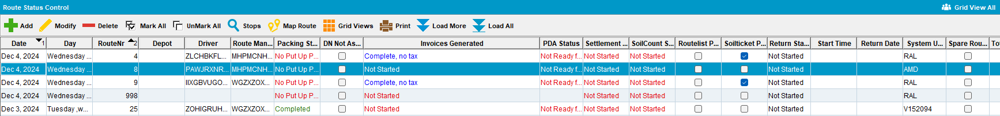 Route Status Control Grid View All
Add Modify Delete Mark All UnMark All Stops Map Route Grid Views Print Load More Load All
Date 1 Day RouteNr 2 Depot Driver Route Man... Packing St... DN Not As... Invoices Generated PDA Status Settlement ... SoilCount S... Routelist P... Soilticket P... Return Sta... Start Time Return Date System U... Spare Rou... To
Dec 4, 2024 Wednesday ... 4 ZLCHBKFL... MHPMCNH... No Put Up P... Complete, no tax Not Ready f... Not Started Not Started Not Started RAL
Dec 4, 2024 Wednesday ... 8 PAWJRXNR... MHPMCNH... No Put Up P... Not Started Not Ready f... Not Started Not Started Not Started AMD
Dec 4, 2024 Wednesday ... 9 IIXGBVUGO... WGZXZOX... No Put Up P... Complete, no tax Not Ready f... Not Started Not Started Not Started RAL
Dec 4, 2024 Wednesday ... 998 No Put Up P... Not Started Not Started Not Started Not Started RAL
Dec 3, 2024 Tuesday ,w... 25 ZOHIGRUH... WGZXZOX... Completed Not Started Not Ready f... Not Started Not Started Not Started V152094